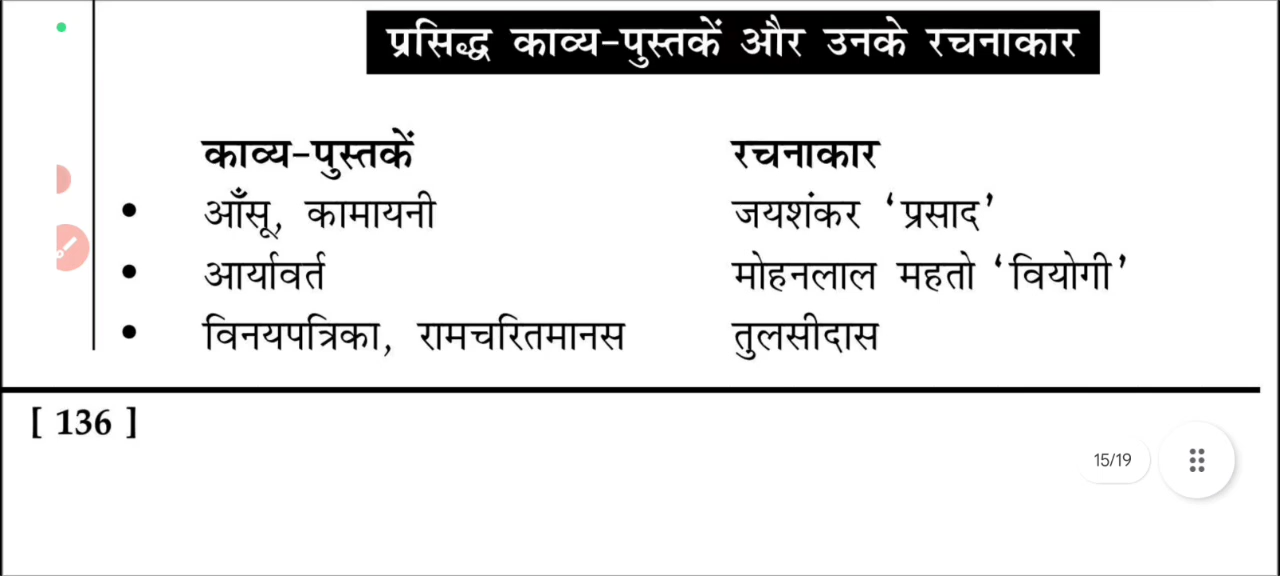 प्रसिद्ध काव्य-पुस्तकें और उनके रचनाकार
काव्य-पुस्तकें रचनाकार
• आँसू, कामायनी जयशंकर ‘प्रसाद’
• आर्यावर्त मोहनलाल महतो ‘वियोगी’
• विनयपत्रिका, रामचरितमानस तुलसीदास
[ 136 ]
15/19